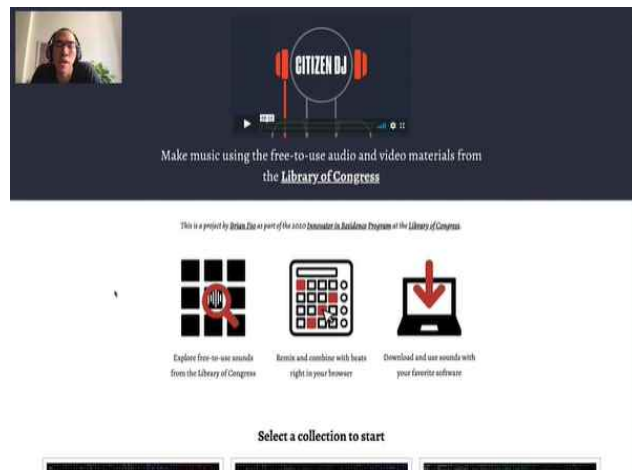 CITIZEN DJ
Make music using the free-to-use audio and video materials from
the Library of Congress
This is a project by Brian Foo as part of the 2020 Innovator in Residence Program at the Library of Congress.
Explore free-to-use sounds
from the Library of Congress
Remix and combine with beats
right in your browser
Download and use sounds with
your favorite software
Select a collection to start